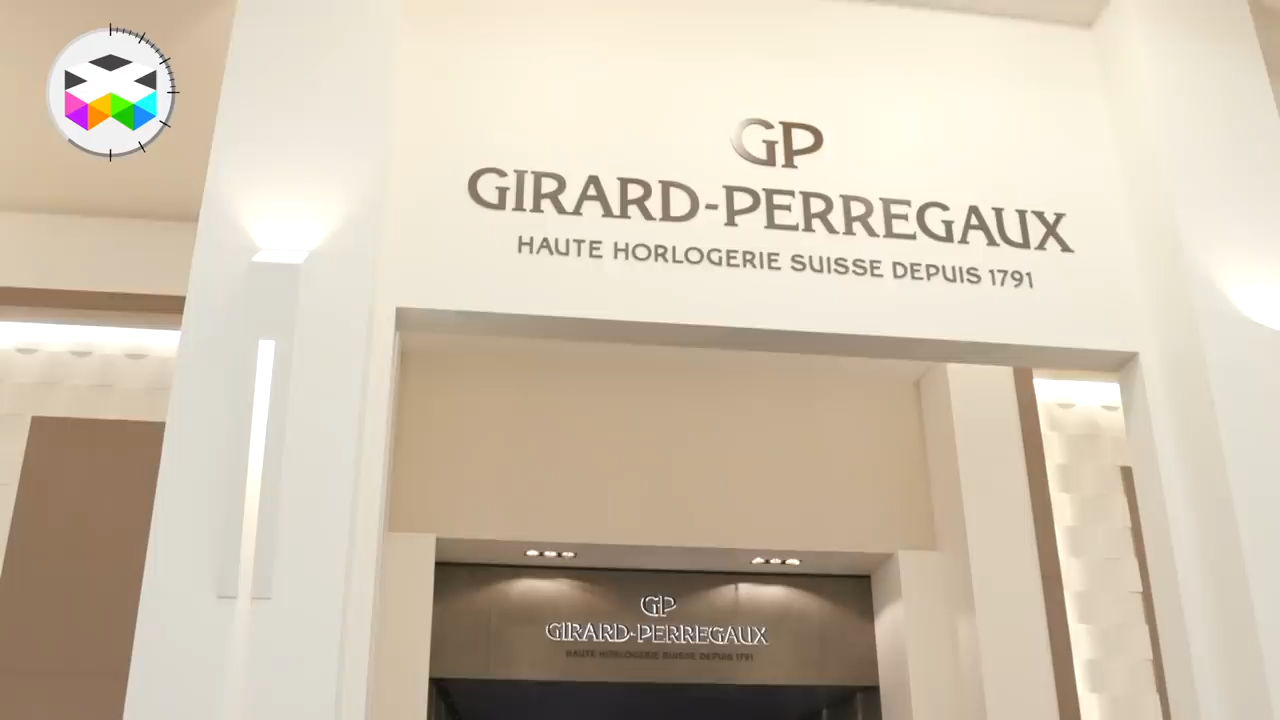 GP
GIRARD-PERREGAUX
HAUTE HORLOGERIE SUISSE DEPUIS 1791
GP
GIRARD-PERREGAUX
HAUTE HORLOGERIE SUISSE DEPUIS 1791